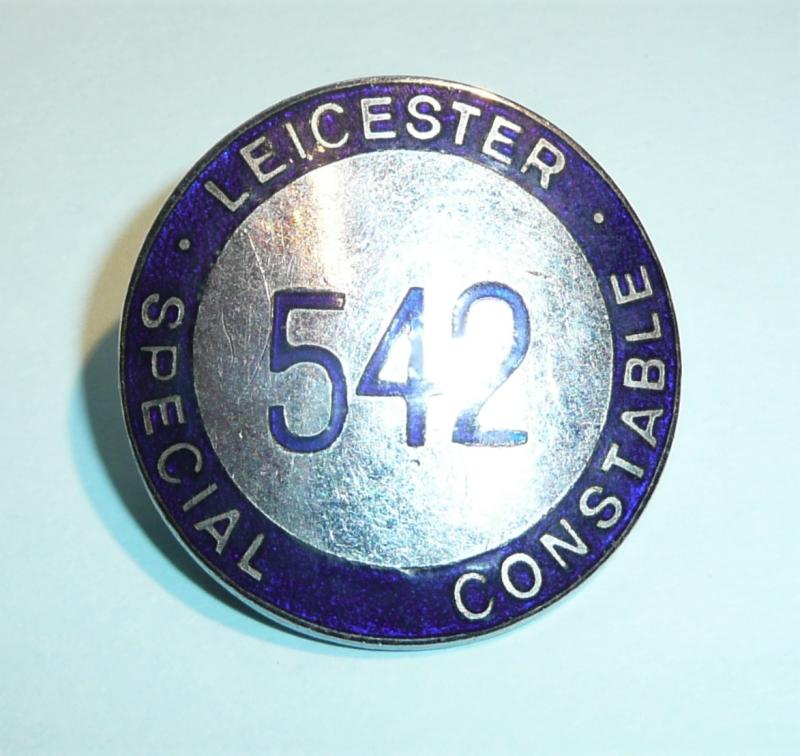 · LEICESTER ·
542
SPECIAL CONSTABLE